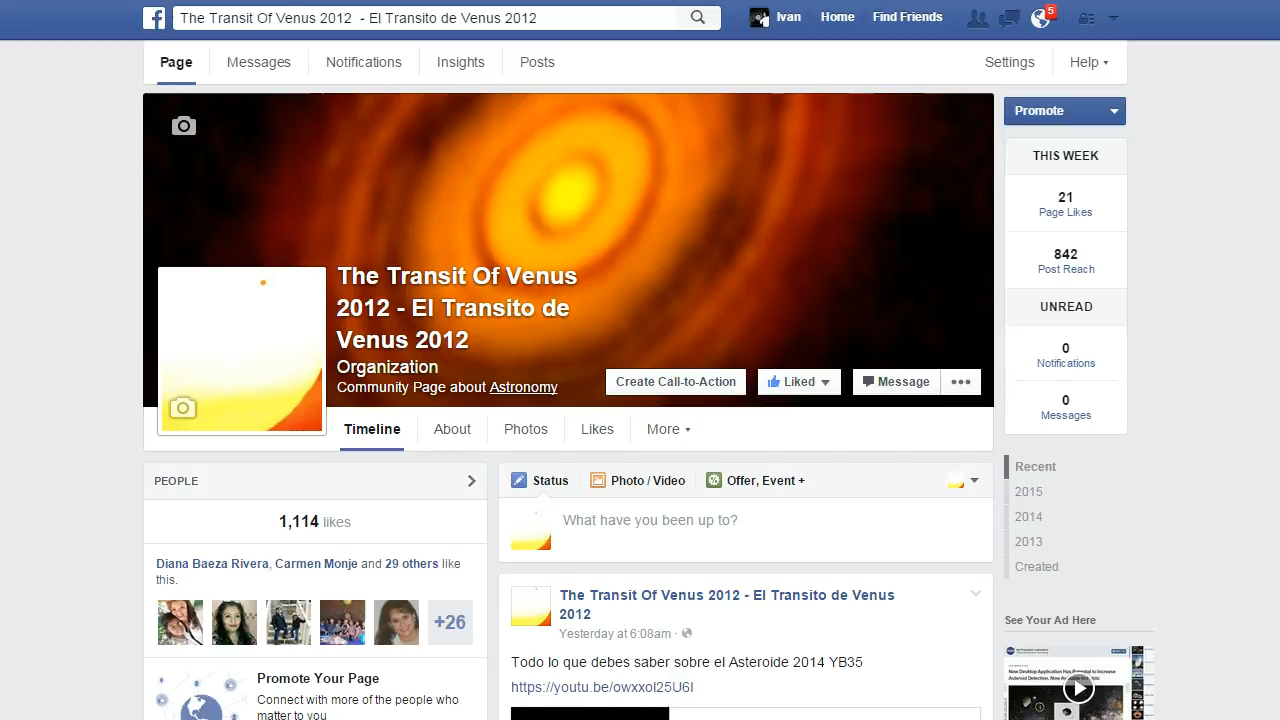 The Transit Of Venus 2012 - El Transito de Venus 2012
Ivan
Home
Find Friends
5
Page
Messages
Notifications
Insights
Posts
Settings
Help
Promote
THIS WEEK
21
Page Likes
842
Post Reach
UNREAD
0
Notifications
0
Messages
The Transit Of Venus
2012 - El Transito de
Venus 2012
Organization
Community Page about Astronomy
Create Call-to-Action
Liked
Message
Timeline
About
Photos
Likes
More
Recent
2015
2014
2013
Created
See Your Ad Here
New Desktop Application Has Potential to Increase
PEOPLE
1,114 likes
Diana Baeza Rivera, Carmen Monje and 29 others like
this.
+26
Promote Your Page
Connect with more of the people who
matter to you
Status
Photo / Video
Offer, Event +
What have you been up to?
The Transit Of Venus 2012 - El Transito de Venus
2012
Yesterday at 6:08am ·
Todo lo que debes saber sobre el Asteroide 2014 YB35
https://youtu.be/owxxol25U6I